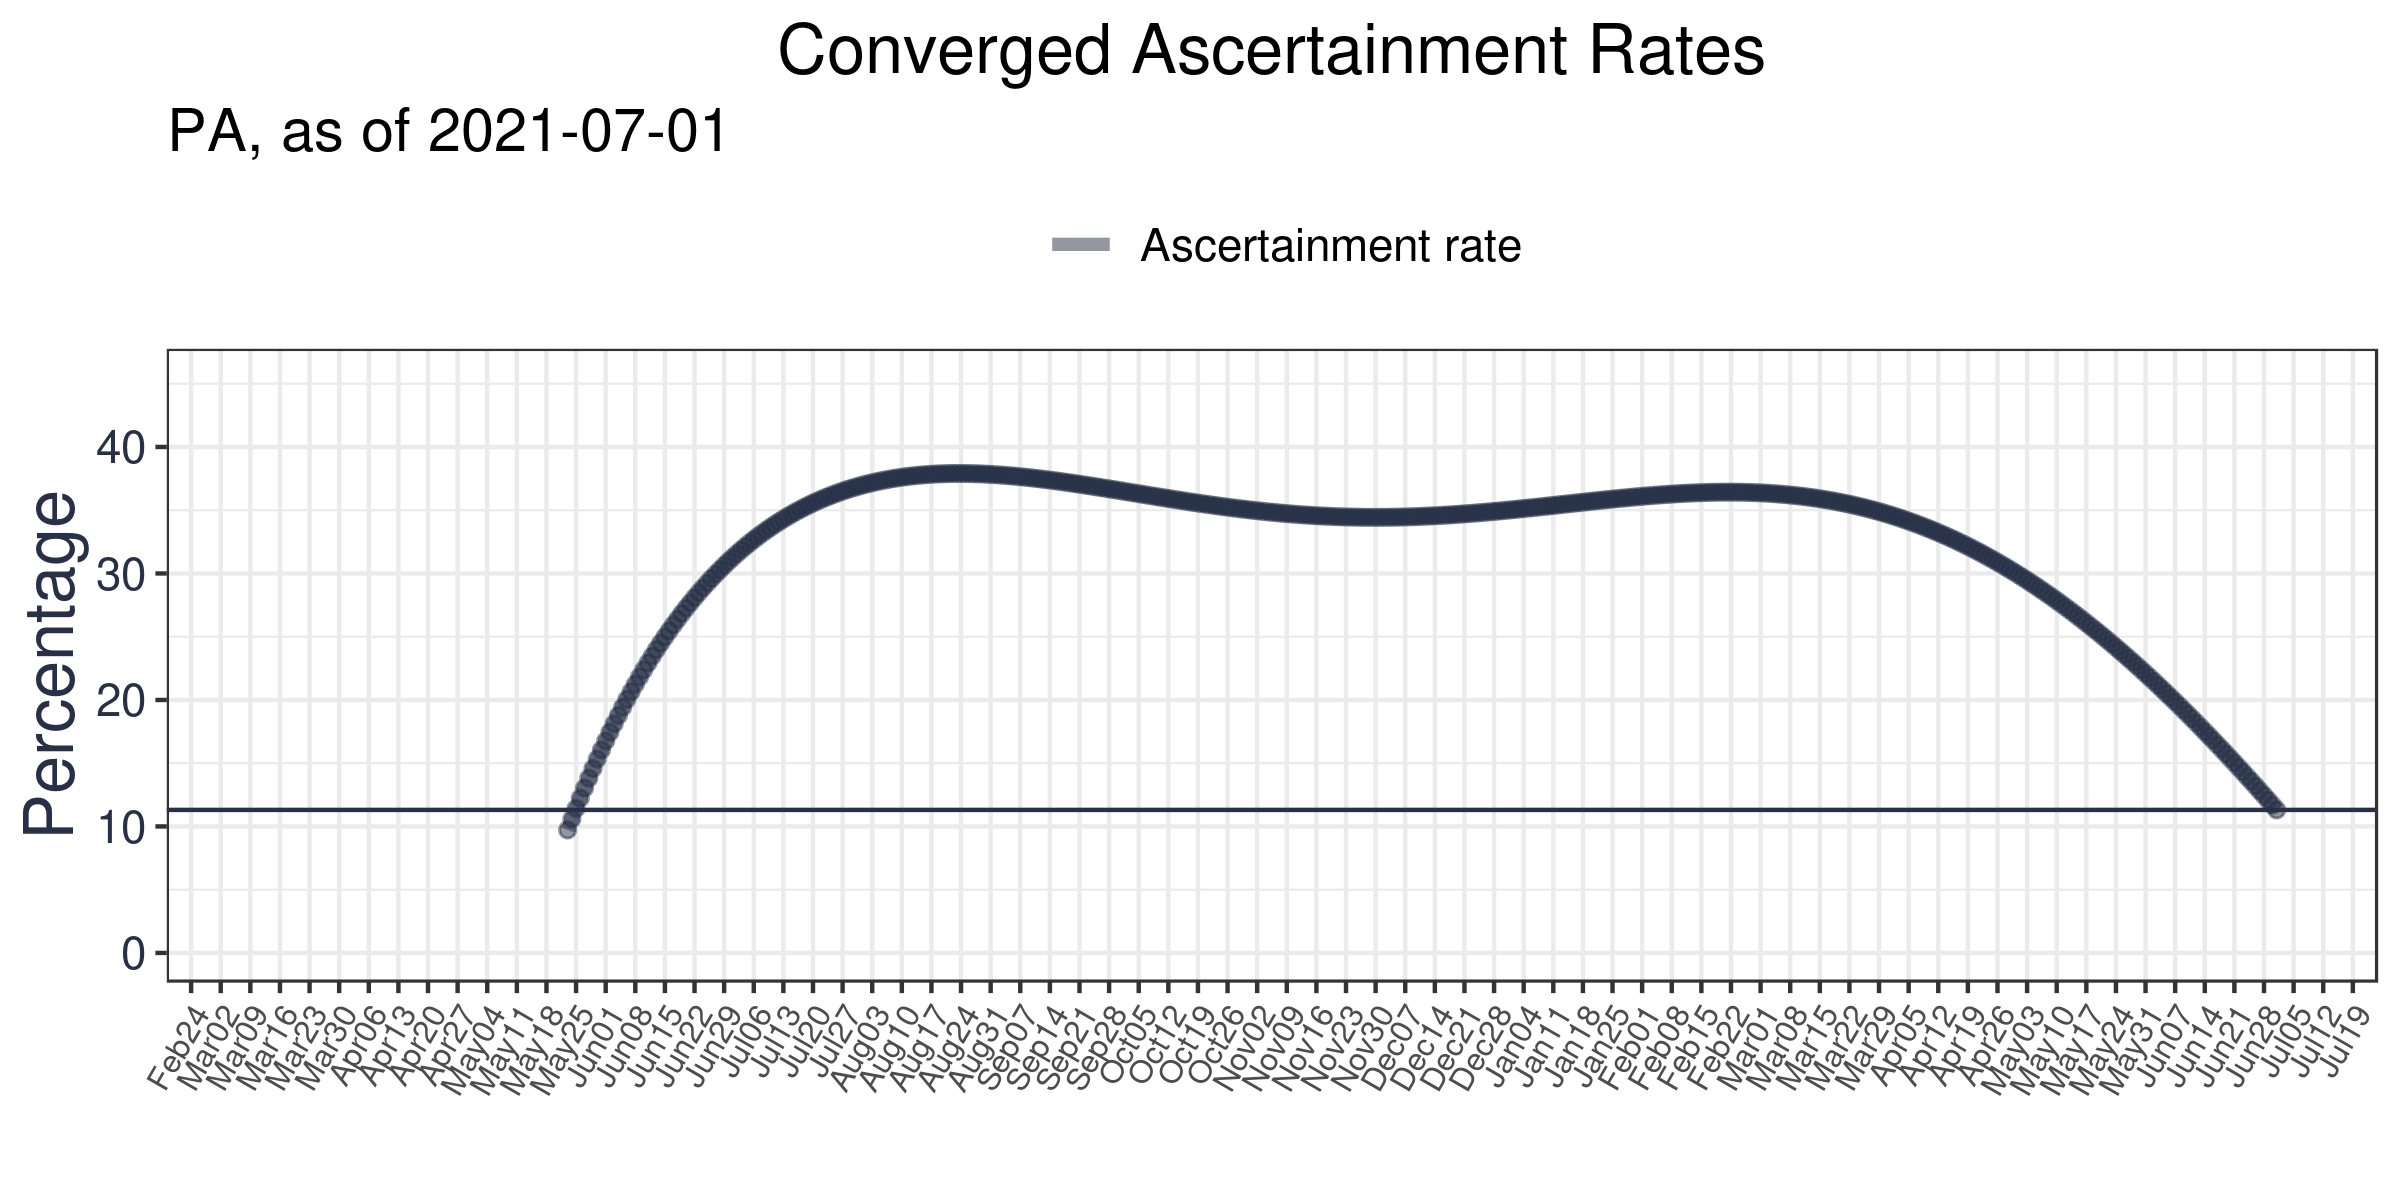 Converged Ascertainment Rates
PA, as of 2021-07-01
Ascertainment rate
Percentage
40
30
20
10
0
Feb24 Mar02 Mar09 Mar16 Mar23 Mar30 Apr06 Apr13 Apr20 Apr27 May04 May11 May18 May25 Jun01 Jun08 Jun15 Jun22 Jun29 Jul06 Jul13 Jul20 Jul27 Aug03 Aug10 Aug17 Aug24 Aug31 Sep07 Sep14 Sep21 Sep28 Oct05 Oct12 Oct19 Oct26 Nov02 Nov09 Nov16 Nov23 Nov30 Dec07 Dec14 Dec21 Dec28 Jan04 Jan11 Jan18 Jan25 Feb01 Feb08 Feb15 Feb22 Mar01 Mar08 Mar15 Mar22 Mar29 Apr05 Apr12 Apr19 Apr26 May03 May10 May17 May24 May31 Jun07 Jun14 Jun21 Jun28 Jul05 Jul12 Jul19